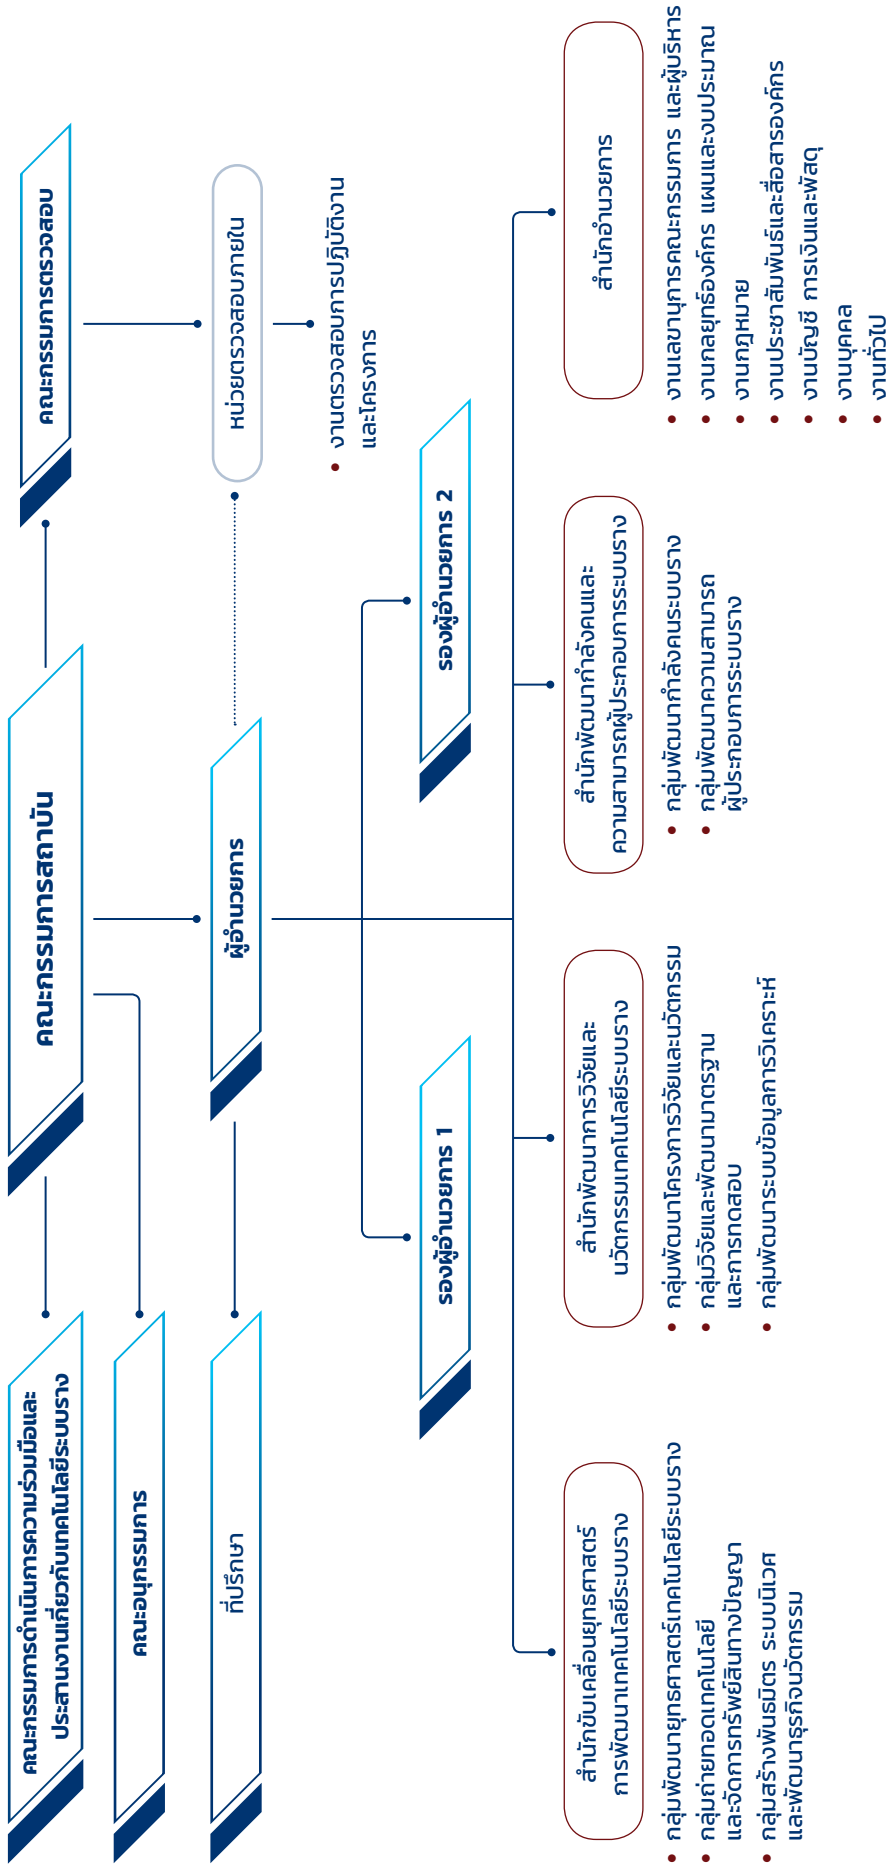 คณะกรรมการดำเนินการความร่วมมือและ
ประสานงานเกี่ยวกับเทคโนโลยีระบบราง
คณะกรรมการสถาบัน
คณะกรรมการตรวจสอบ
คณะอนุกรรมการ
ที่ปรึกษา
ผู้อำนวยการ
หน่วยตรวจสอบภายใน
• งานตรวจสอบการปฏิบัติงาน
และโครงการ
รองผู้อำนวยการ 1
รองผู้อำนวยการ 2
สำนักขับเคลื่อนยุทธศาสตร์
การพัฒนาเทคโนโลยีระบบราง
• กลุ่มพัฒนายุทธศาสตร์เทคโนโลยีระบบราง
• กลุ่มถ่ายทอดเทคโนโลยี
และจัดการทรัพย์สินทางปัญญา
• กลุ่มสร้างพันธมิตร ระบบนิเวศ
และพัฒนาธุรกิจนวัตกรรม
สำนักพัฒนาการวิจัยและ
นวัตกรรมเทคโนโลยีระบบราง
• กลุ่มพัฒนาโครงการวิจัยและนวัตกรรม
• กลุ่มวิจัยและพัฒนามาตรฐาน
และการทดสอบ
• กลุ่มพัฒนาระบบข้อมูลการวิเคราะห์
สำนักพัฒนากำลังคนและ
ความสามารถผู้ประกอบการระบบราง
• กลุ่มพัฒนากำลังคนระบบราง
• กลุ่มพัฒนาความสามารถ
ผู้ประกอบการระบบราง
สำนักอำนวยการ
• งานเลขานุการคณะกรรมการ และผู้บริหาร
• งานกลยุทธ์องค์กร แผนและงบประมาณ
• งานกฎหมาย
• งานประชาสัมพันธ์และสื่อสารองค์กร
• งานบัญชี การเงินและพัสดุ
• งานบุคคล
• งานทั่วไป